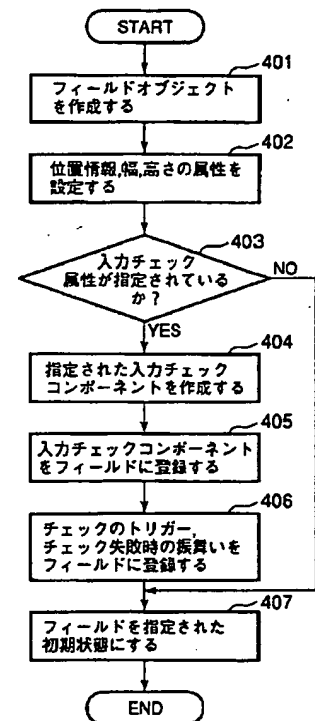 START
401
フィールドオブジェクト
を作成する
402
位置情報,幅,高さの属性を
設定する
403
入力チェック
属性が指定されている
か?
NO
YES
404
指定された入力チェック
コンポーネントを作成する
405
入力チェックコンポーネント
をフィールドに登録する
406
チェックのトリガー,
チェック失敗時の振舞いを
フィールドに登録する
407
フィールドを指定された
初期状態にする
END